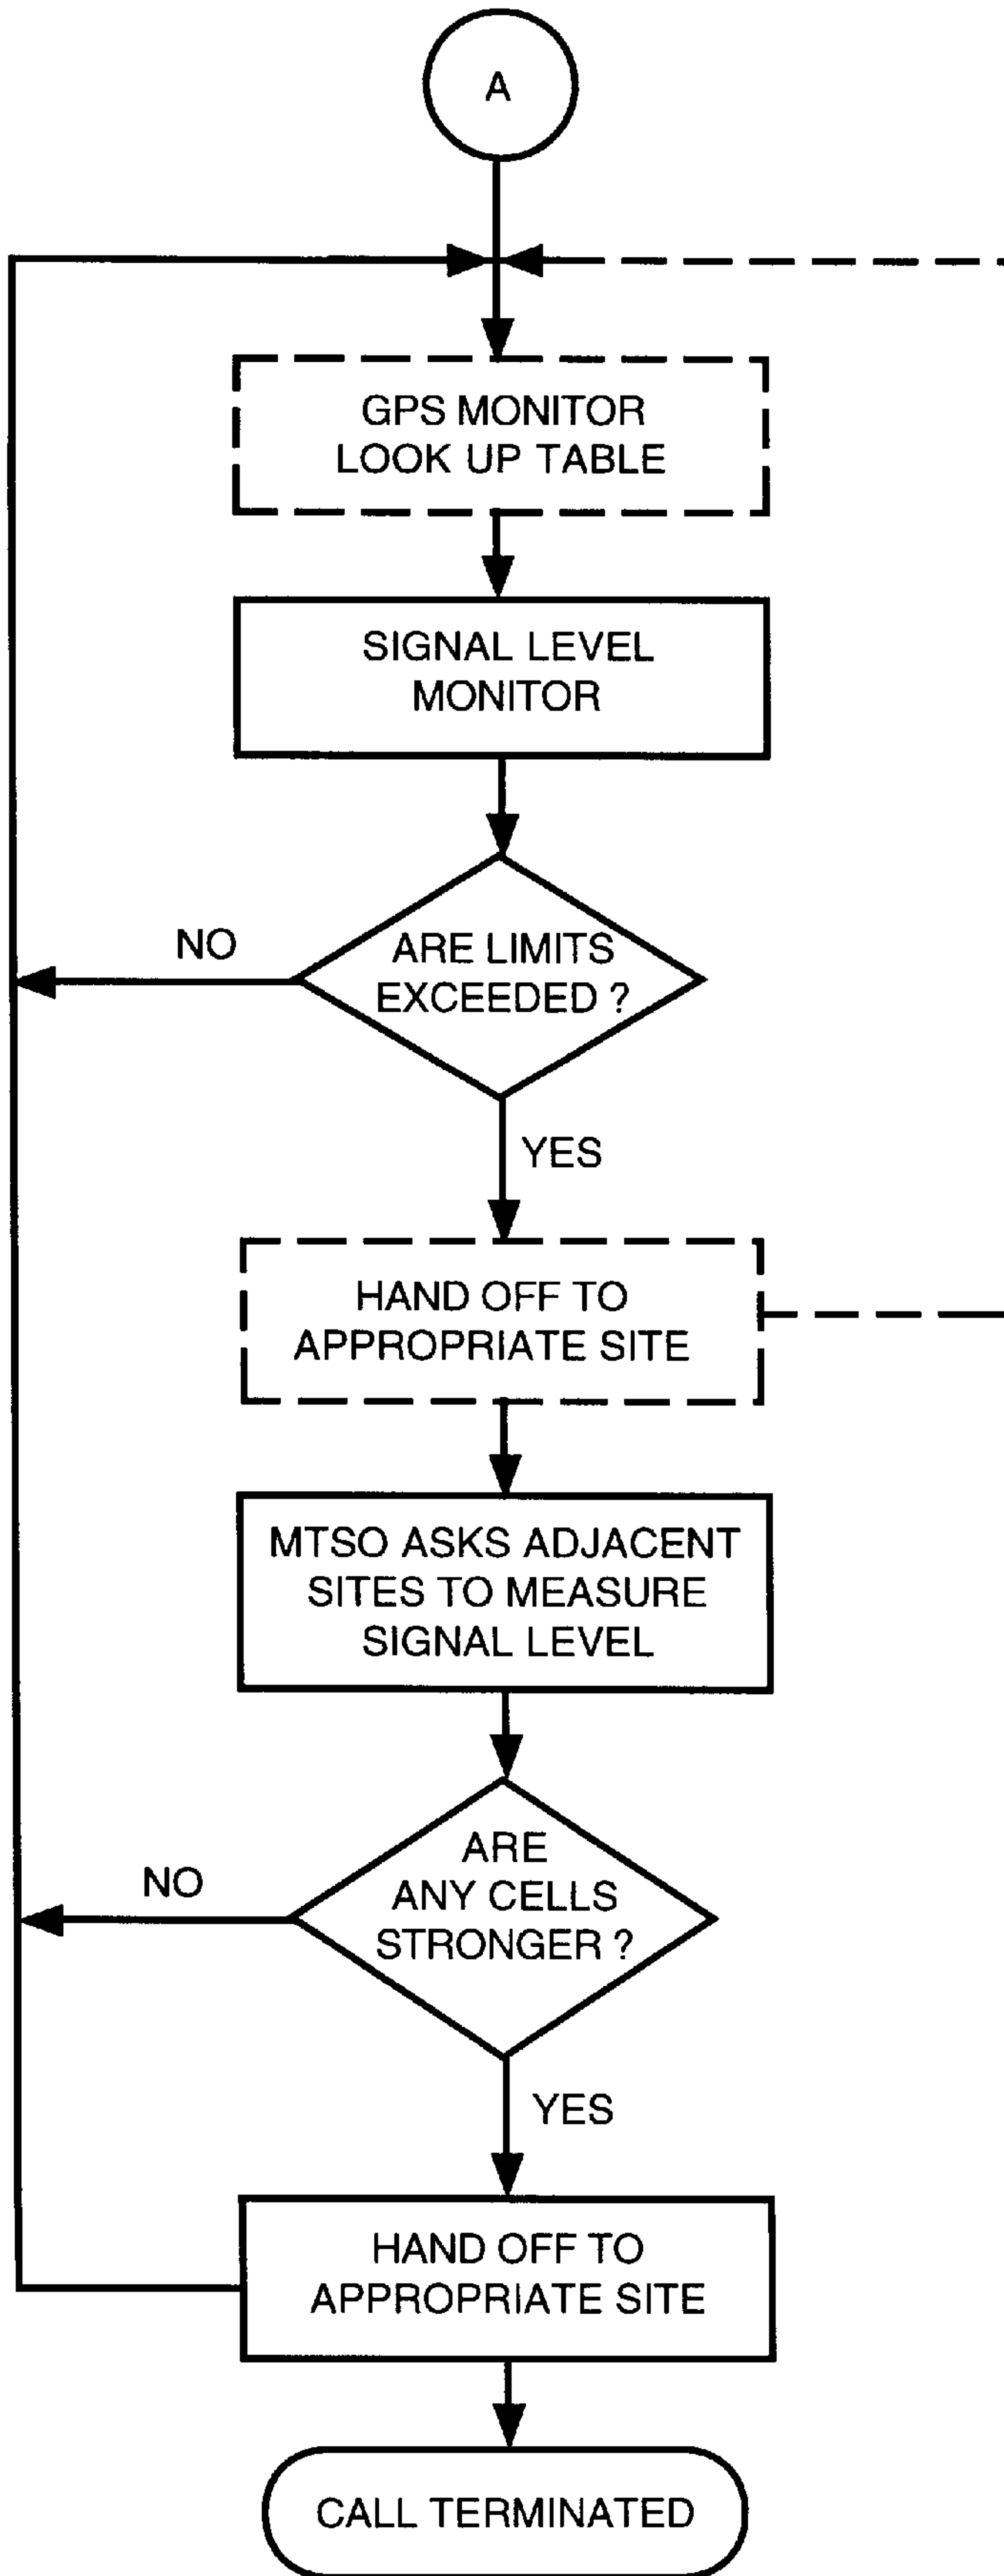 A
GPS MONITOR
LOOK UP TABLE
SIGNAL LEVEL
MONITOR
NO
ARE LIMITS
EXCEEDED ?
YES
HAND OFF TO
APPROPRIATE SITE
MTSO ASKS ADJACENT
SITES TO MEASURE
SIGNAL LEVEL
NO
ARE
ANY CELLS
STRONGER ?
YES
HAND OFF TO
APPROPRIATE SITE
CALL TERMINATED